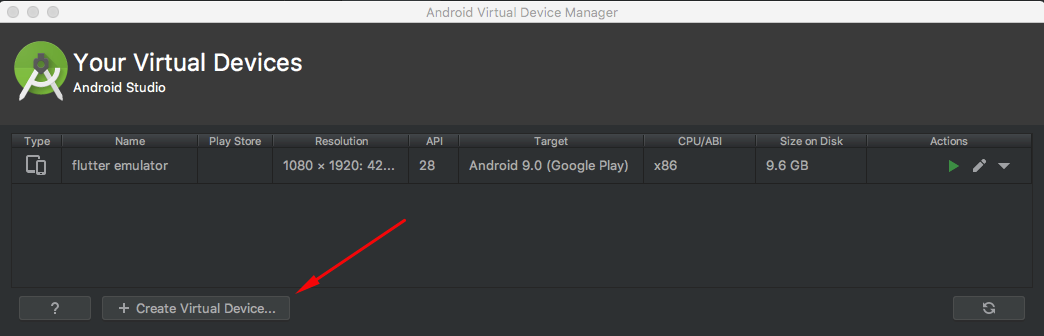 Android Virtual Device Manager
Your Virtual Devices
Android Studio
Type Name Play Store Resolution API Target CPU/ABI Size on Disk Actions
flutter emulator 1080 × 1920: 42... 28 Android 9.0 (Google Play) x86 9.6 GB
? + Create Virtual Device...